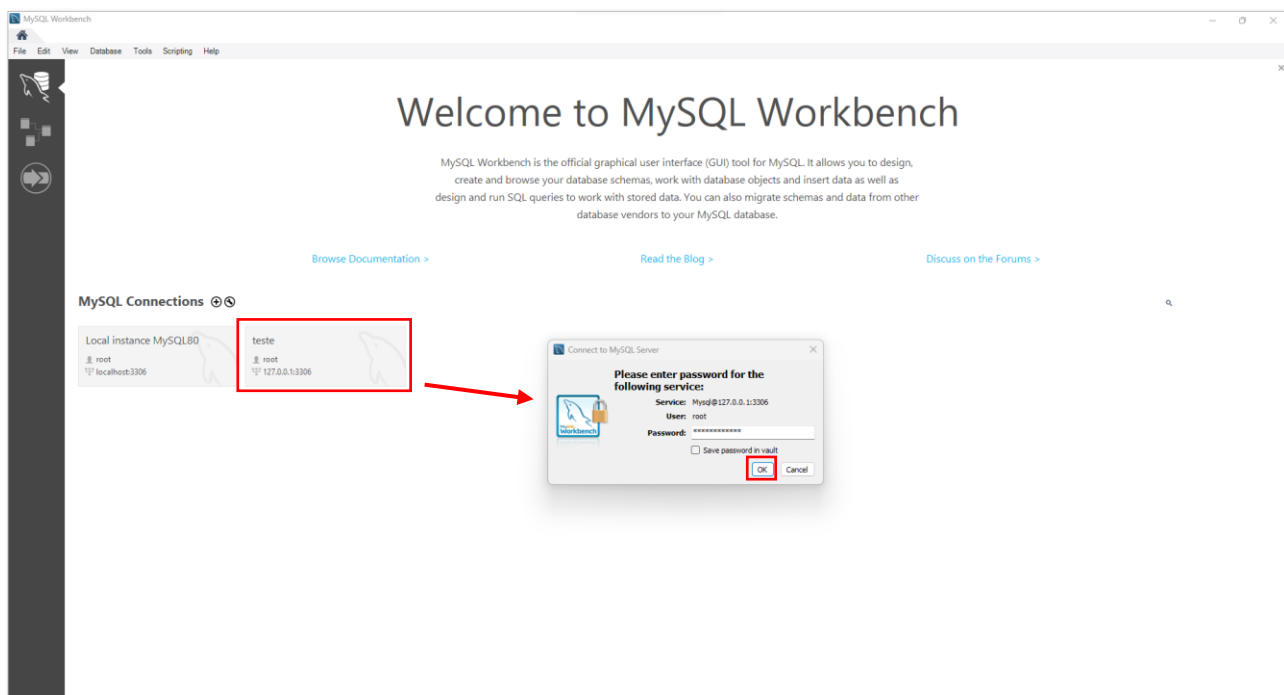 MySQL Workbench
File Edit View Database Tools Scripting Help
Welcome to MySQL Workbench
MySQL Workbench is the official graphical user interface (GUI) tool for MySQL. It allows you to design,
create and browse your database schemas, work with database objects and insert data as well as
design and run SQL queries to work with stored data. You can also migrate schemas and data from other
database vendors to your MySQL database.
Browse Documentation > Read the Blog > Discuss on the Forums >
MySQL Connections
Local instance MySQL80
root
localhost:3306
teste
root
127.0.0.1:3306
Connect to MySQL Server
Please enter password for the
following service:
Service: Mysql@127.0.0.1:3306
User: root
Password: ************
Save password in vault
OK Cancel
MySQL
Workbench